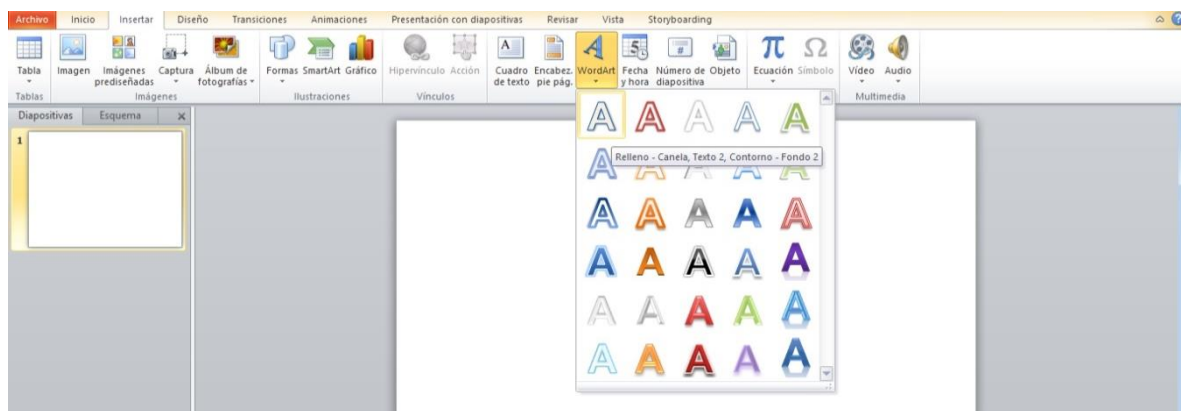 Archivo Inicio Insertar Diseño Transiciones Animaciones Presentación con diapositivas Revisar Vista Storyboarding
Tabla Imagen Imágenes prediseñadas Captura Álbum de fotografías Formas SmartArt Gráfico Hipervínculo Acción Cuadro de texto Encabez. pie pág. WordArt Fecha y hora Número de diapositiva Objeto Ecuación Símbolo Vídeo Audio
Tablas Imágenes Ilustraciones Vínculos Multimedia
Diapositivas Esquema
1
Relleno - Canela, Texto 2, Contorno - Fondo 2